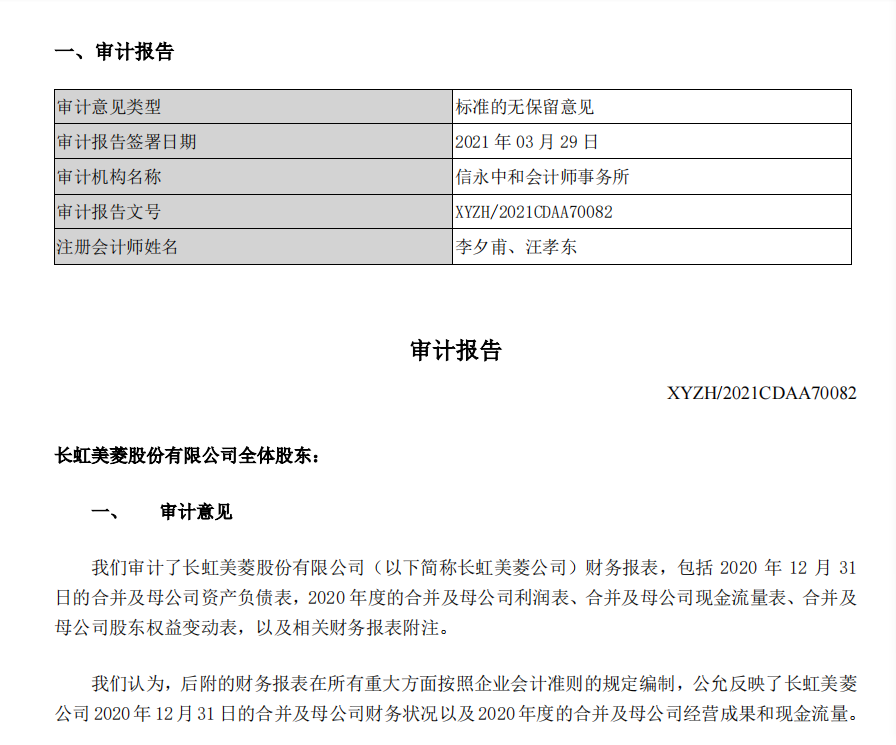 一、审计报告
审计意见类型 标准的无保留意见
审计报告签署日期 2021 年 03 月 29 日
审计机构名称 信永中和会计师事务所
审计报告文号 XYZH/2021CDAA70082
注册会计师姓名 李夕甫、汪孝东
审计报告
XYZH/2021CDAA70082
长虹美菱股份有限公司全体股东：
一、 审计意见
我们审计了长虹美菱股份有限公司（以下简称长虹美菱公司）财务报表，包括 2020 年 12 月 31
日的合并及母公司资产负债表，2020 年度的合并及母公司利润表、合并及母公司现金流量表、合并及
母公司股东权益变动表，以及相关财务报表附注。
我们认为，后附的财务报表在所有重大方面按照企业会计准则的规定编制，公允反映了长虹美菱
公司 2020 年 12 月 31 日的合并及母公司财务状况以及 2020 年度的合并及母公司经营成果和现金流量。